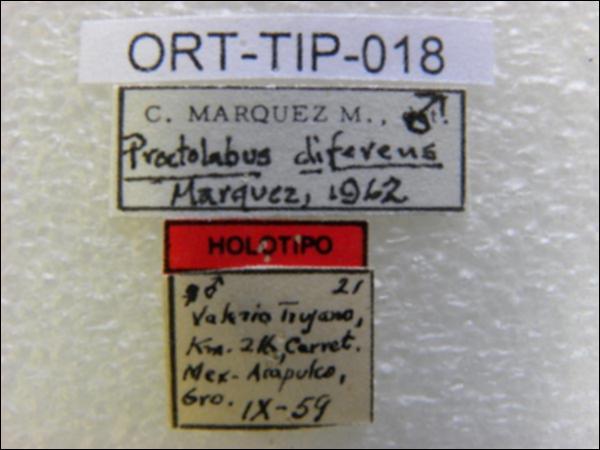 ORT-TIP-018
C. MARQUEZ M., ♂
Proctolabus diferens
Marquez, 1962
HOLOTIPO
♂ 21
Valerio Trujano,
Km. Carret.
Mex-Acapulco,
Gro. IX-59